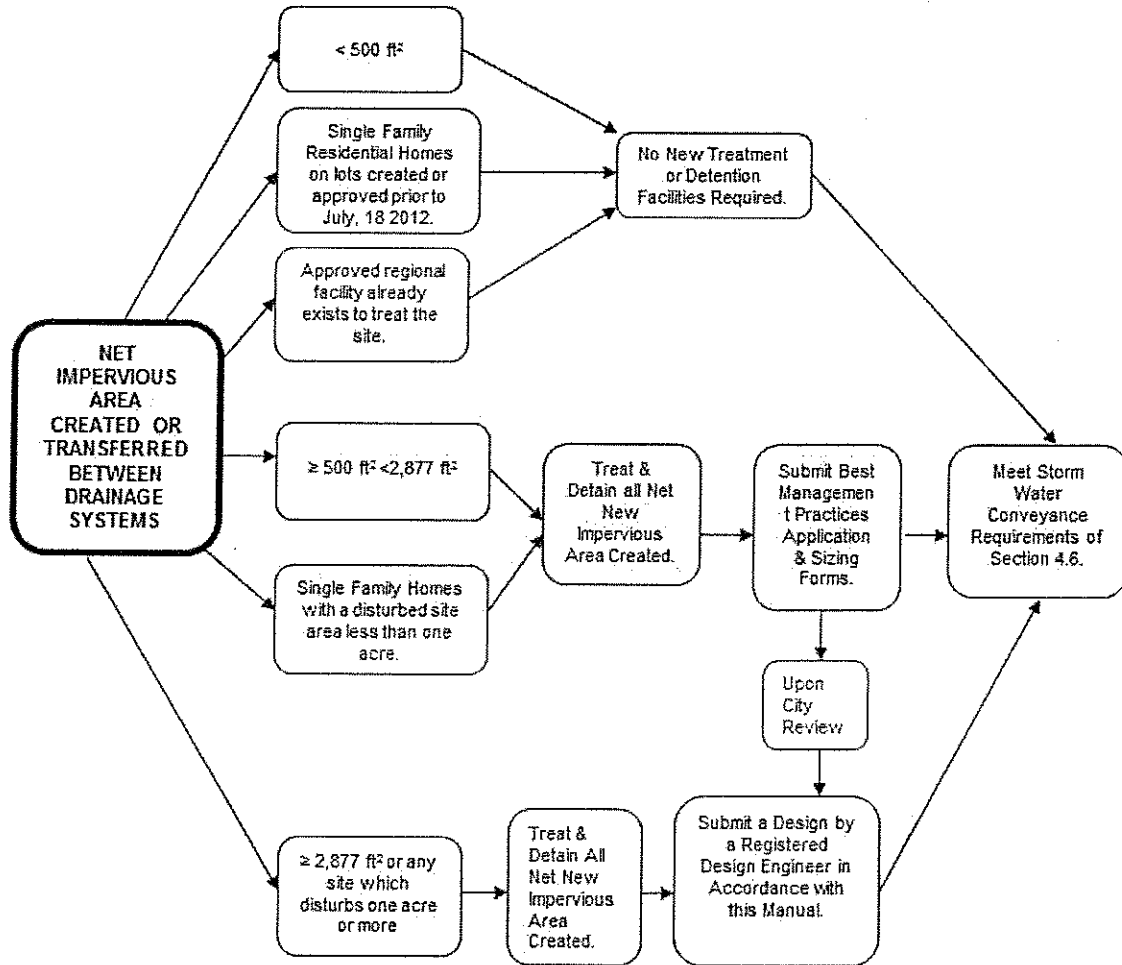 < 500 ft²
Single Family
Residential Homes
on lots created or
approved prior to
July, 18 2012.
No New Treatment
or Detention
Facilities Required.
Approved regional
facility already
exists to treat the
site.
NET
IMPERVIOUS
AREA
CREATED OR
TRANSFERRED
BETWEEN
DRAINAGE
SYSTEMS
≥ 500 ft² <2,877 ft²
Treat &
Detain all Net
New
Impervious
Area Created.
Submit Best
Managemen
t Practices
Application
& Sizing
Forms.
Meet Storm
Water
Conveyance
Requirements of
Section 4.6.
Single Family Homes
with a disturbed site
area less than one
acre.
Upon
City
Review
≥ 2,877 ft² or any
site which
disturbs one acre
or more
Treat &
Detain All
Net New
Impervious
Area
Created.
Submit a Design by
a Registered
Design Engineer in
Accordance with
this Manual.